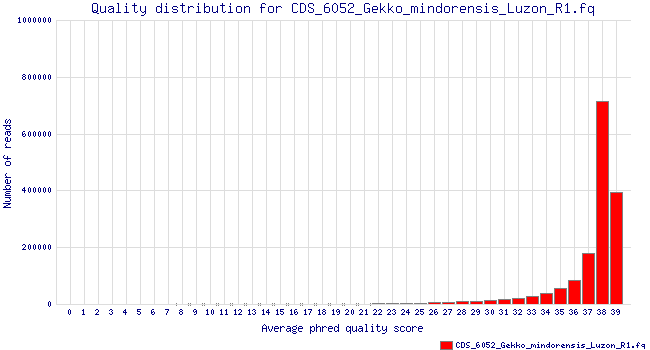 Quality distribution for CDS_6052_Gekko_mindorensis_Luzon_R1.fq
1000000
800000
600000
400000
200000
0
Number of reads
0 1 2 3 4 5 6 7 8 9 10 11 12 13 14 15 16 17 18 19 20 21 22 23 24 25 26 27 28 29 30 31 32 33 34 35 36 37 38 39
Average phred quality score
CDS_6052_Gekko_mindorensis_Luzon_R1.fq